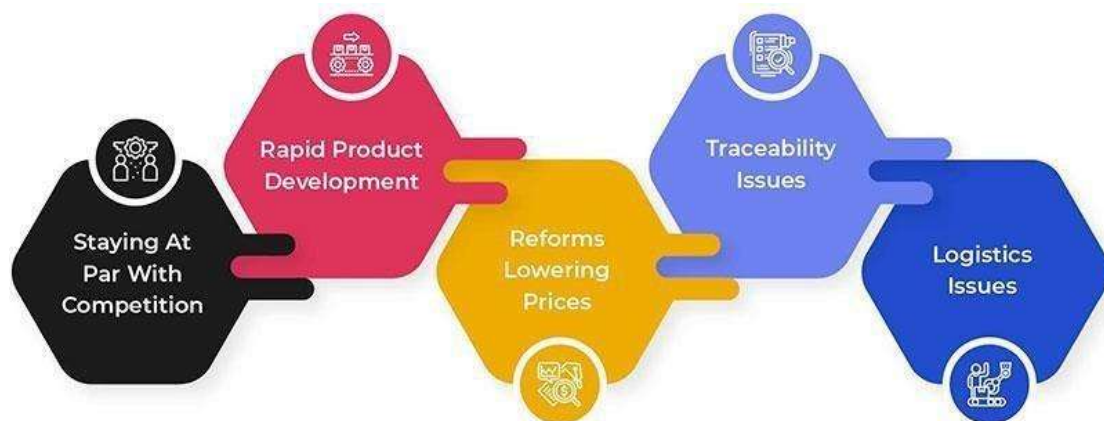 Staying At
Par With
Competition
Rapid Product
Development
Reforms
Lowering
Prices
Traceability
Issues
Logistics
Issues